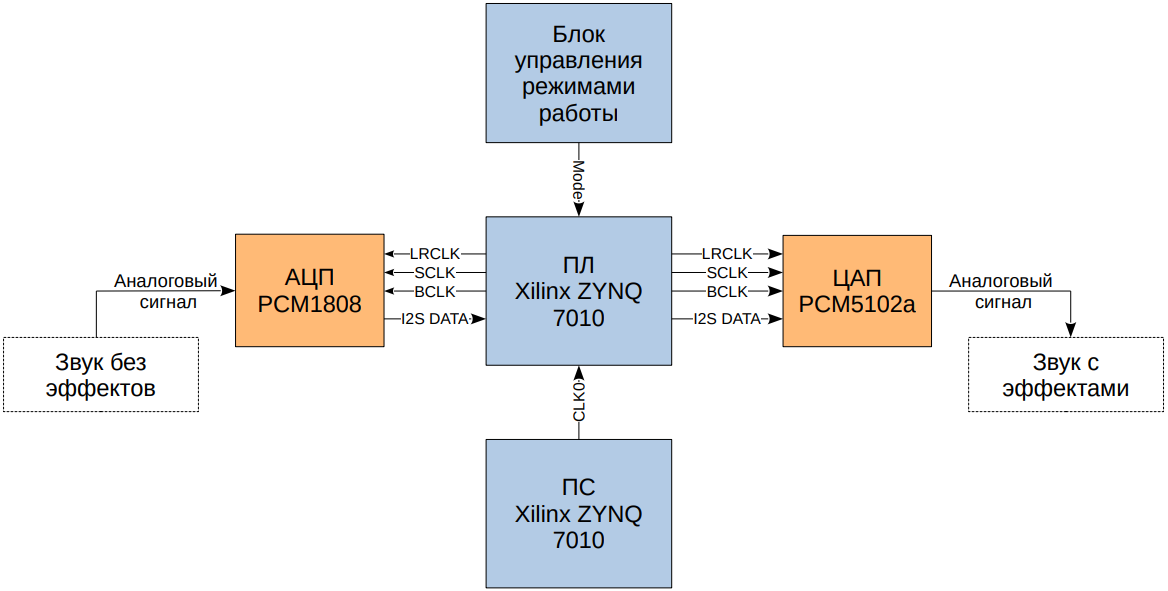 Блок
управления
режимами
работы
Mode
АЦП
PCM1808
LRCLK
SCLK
BCLK
I2S DATA
ПЛ
Xilinx ZYNQ
7010
LRCLK
SCLK
BCLK
I2S DATA
ЦАП
PCM5102a
Аналоговый
сигнал
Аналоговый
сигнал
Звук без
эффектов
Звук с
эффектами
CLK0
ПС
Xilinx ZYNQ
7010